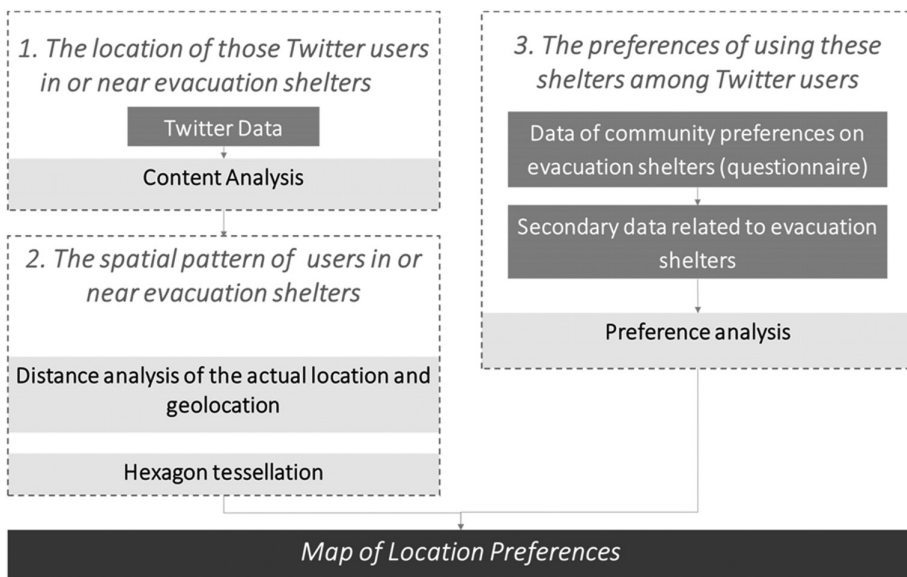 1. The location of those Twitter users
in or near evacuation shelters
Twitter Data
Content Analysis
2. The spatial pattern of users in or
near evacuation shelters
Distance analysis of the actual location and
geolocation
Hexagon tessellation
3. The preferences of using these
shelters among Twitter users
Data of community preferences on
evacuation shelters (questionnaire)
Secondary data related to evacuation
shelters
Preference analysis
Map of Location Preferences